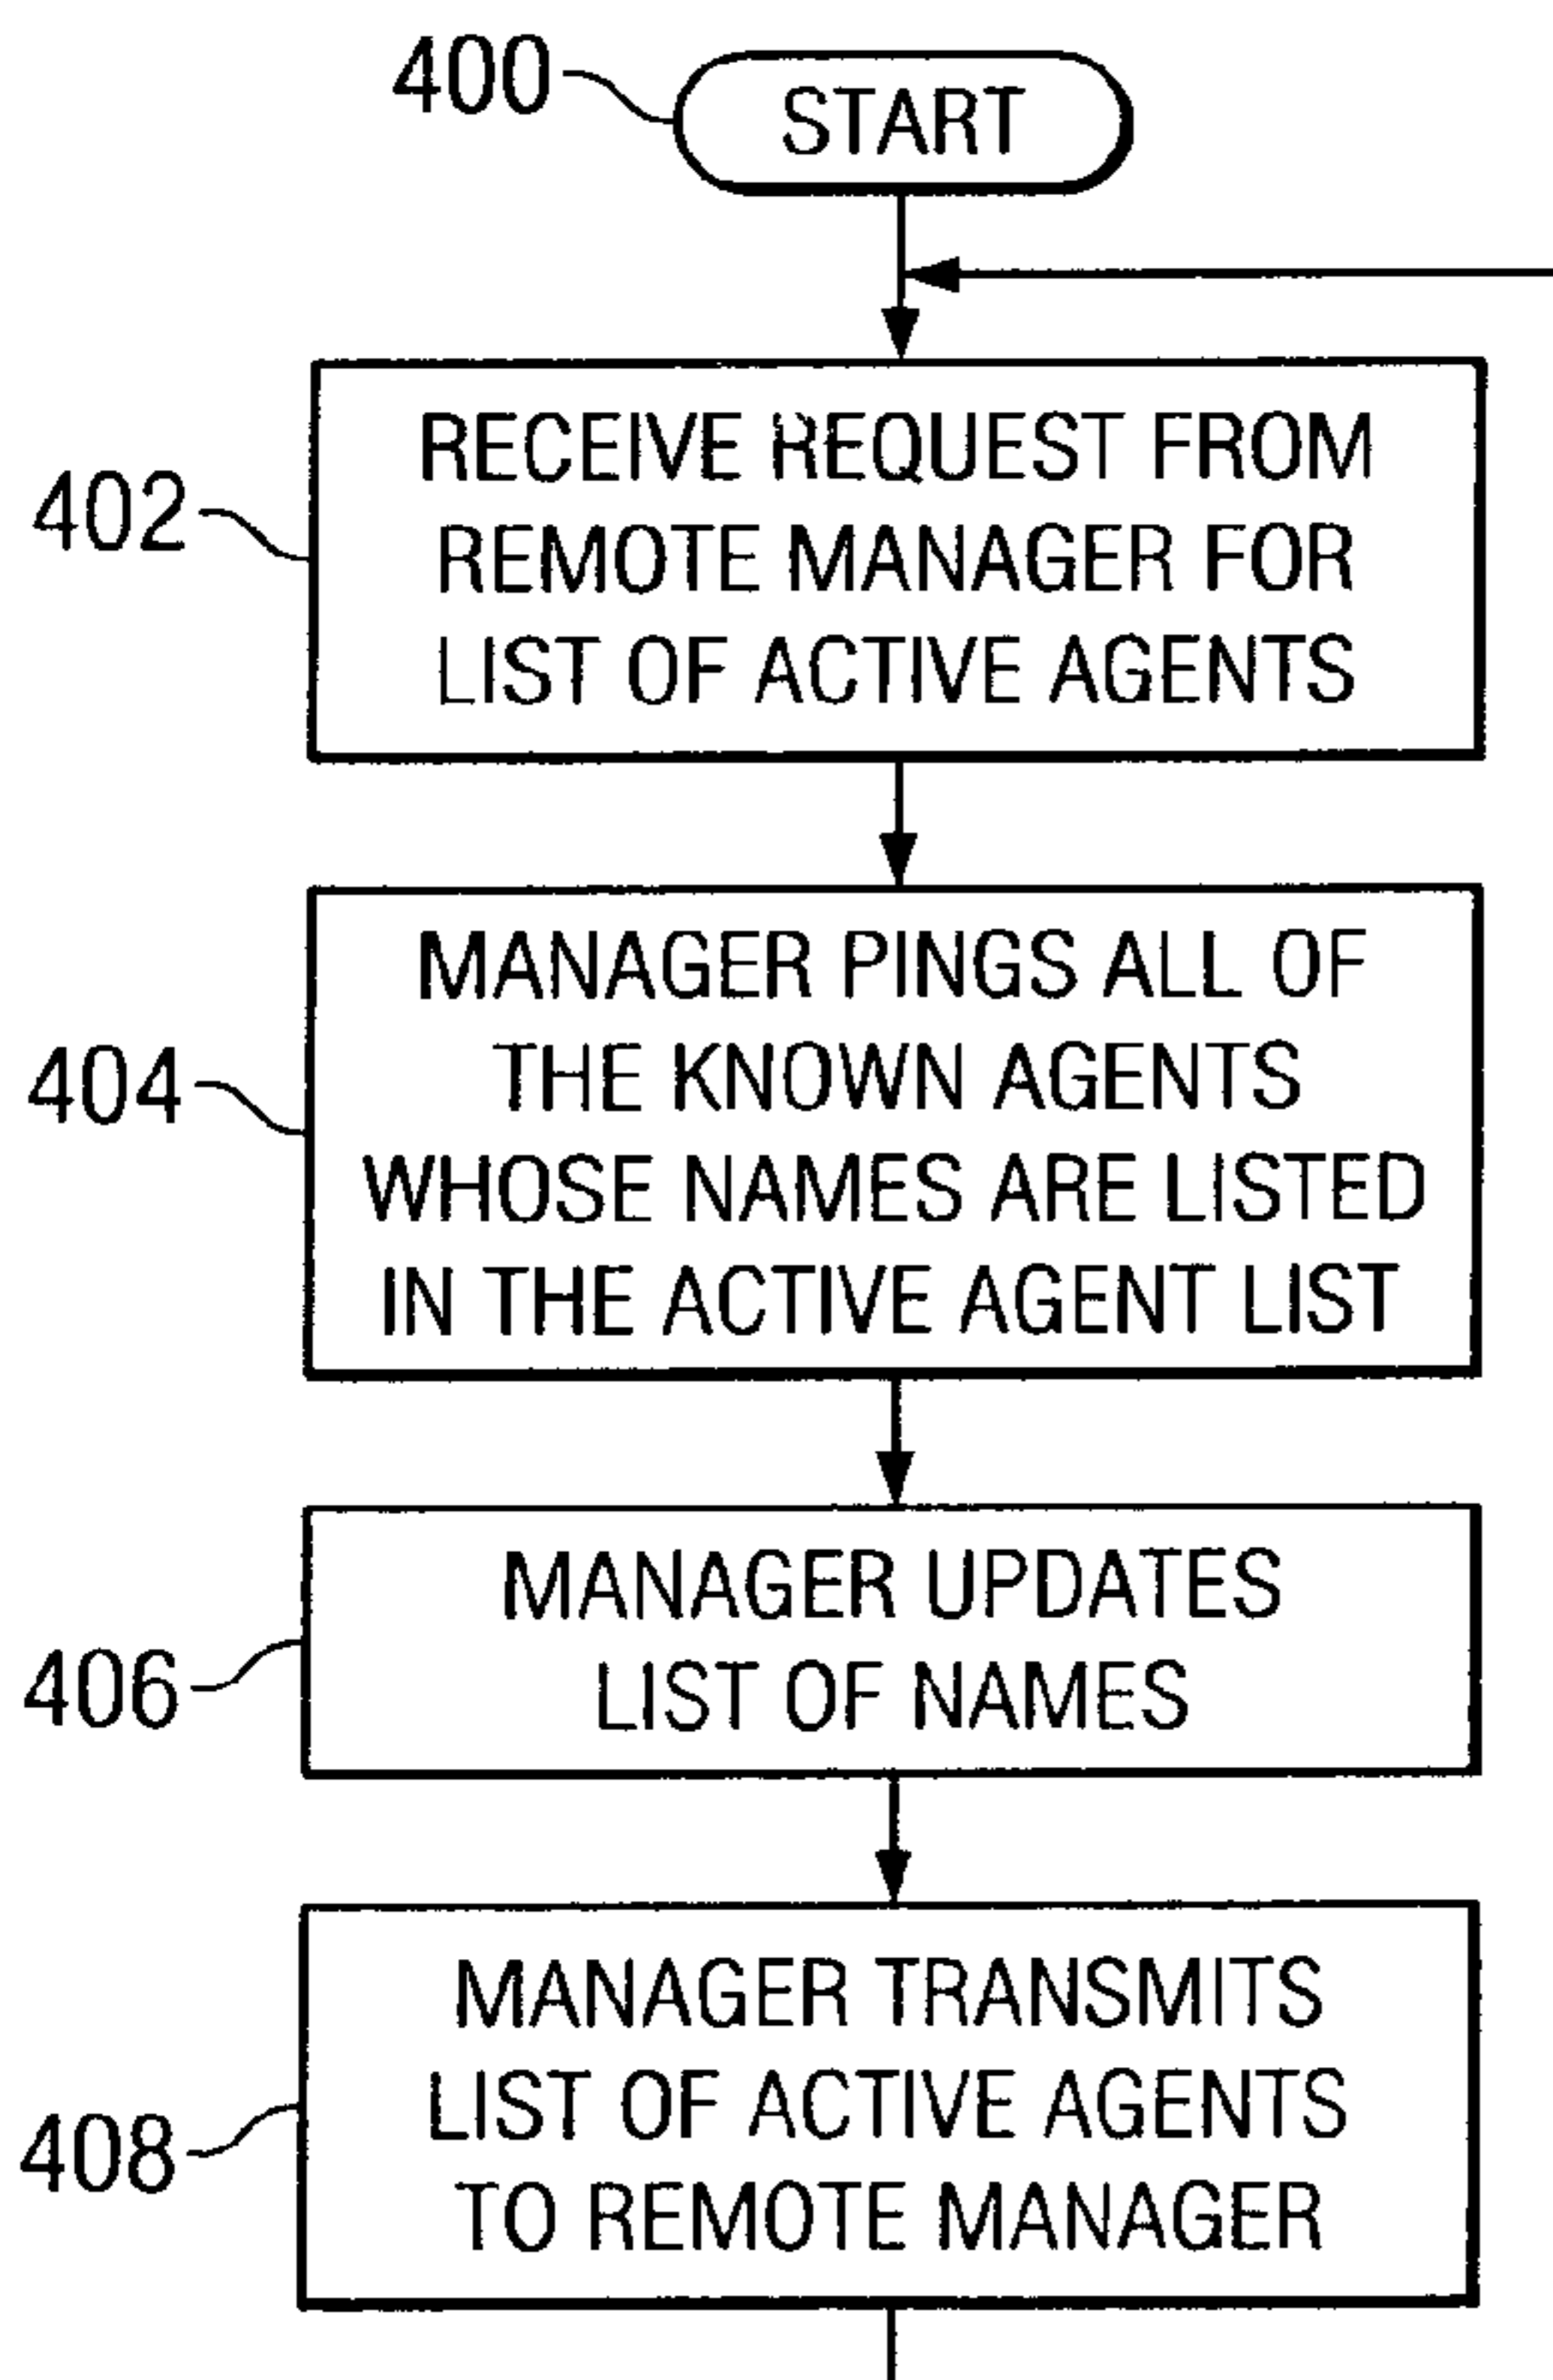 400
START
402
RECEIVE REQUEST FROM
REMOTE MANAGER FOR
LIST OF ACTIVE AGENTS
404
MANAGER PINGS ALL OF
THE KNOWN AGENTS
WHOSE NAMES ARE LISTED
IN THE ACTIVE AGENT LIST
406
MANAGER UPDATES
LIST OF NAMES
408
MANAGER TRANSMITS
LIST OF ACTIVE AGENTS
TO REMOTE MANAGER